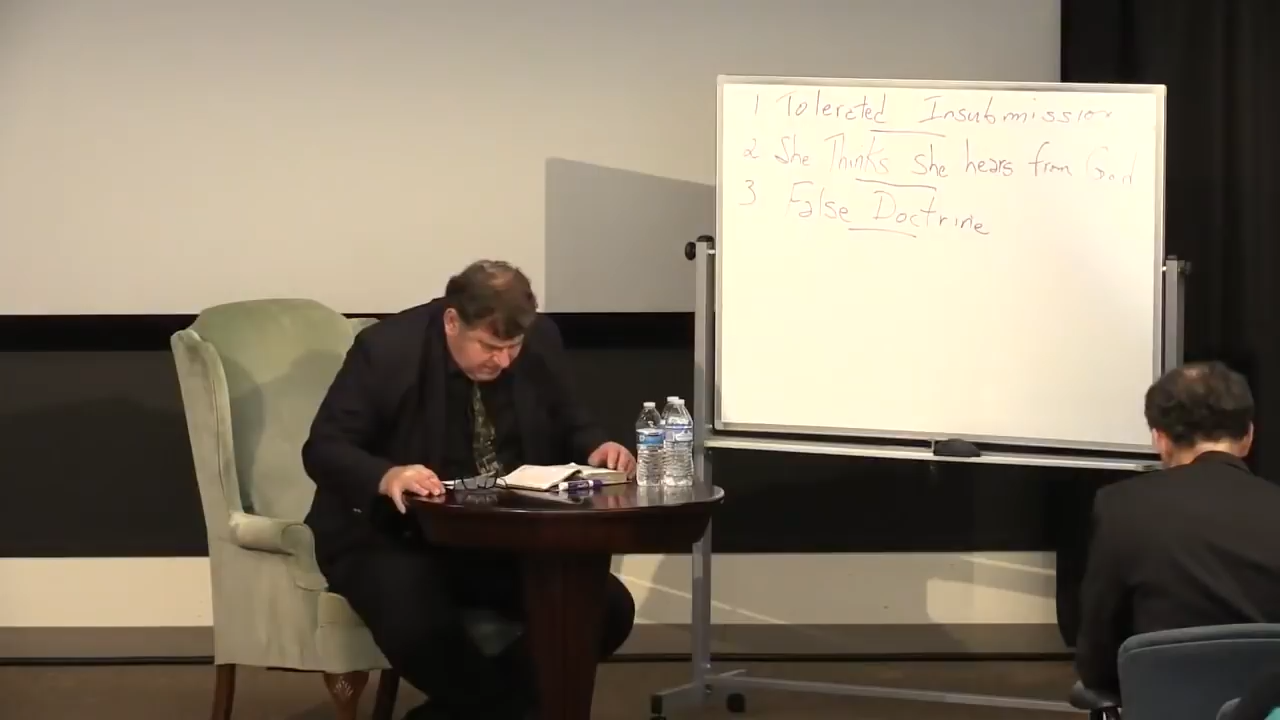 1 Tolerated Insubmission
2 She Thinks she hears from God
3 False Doctrine